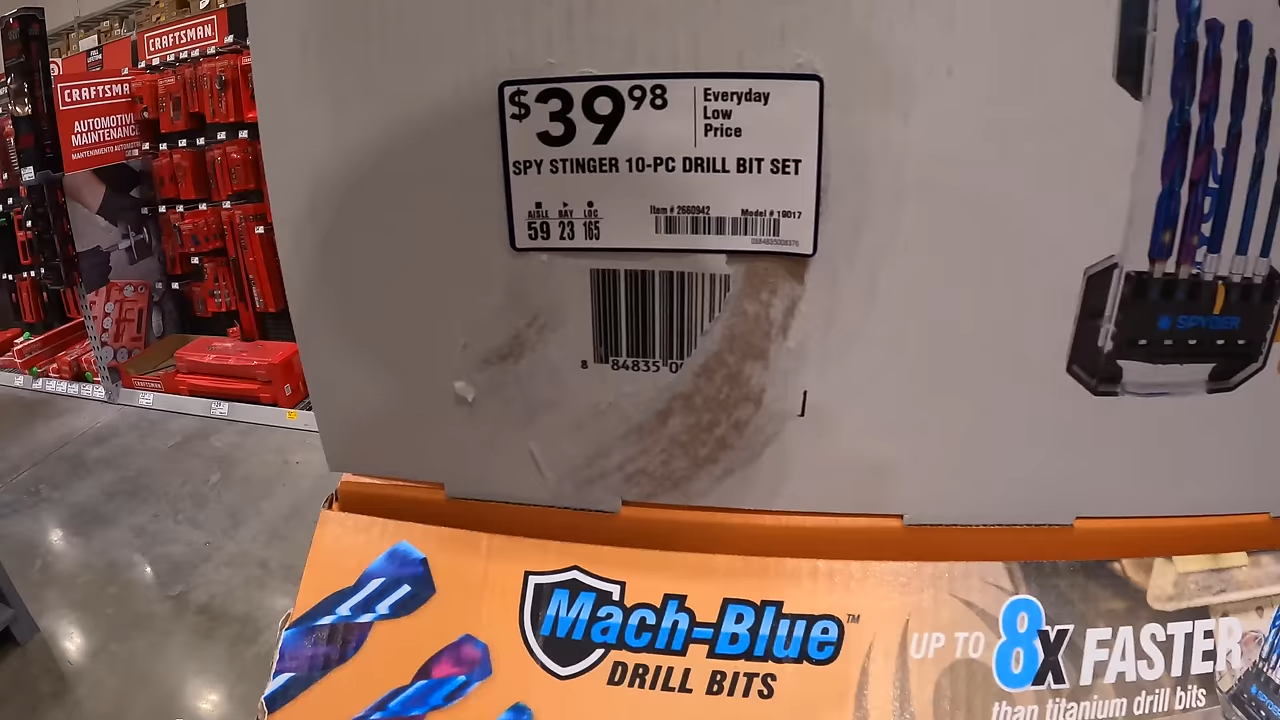 CRAFTSMAN
CRAFTSMA
AUTOMOTIVE
MAINTENANCE
$39 98
Everyday
Low
Price
SPY STINGER 10-PC DRILL BIT SET
AISLE BAY LOC
59 23 165
Item # 2660942 Model # 19017
8 84835 0
SPYDER
CRAFTSMAN
Mach-Blue™
DRILL BITS
UP TO 8X FASTER
than titanium drill bits